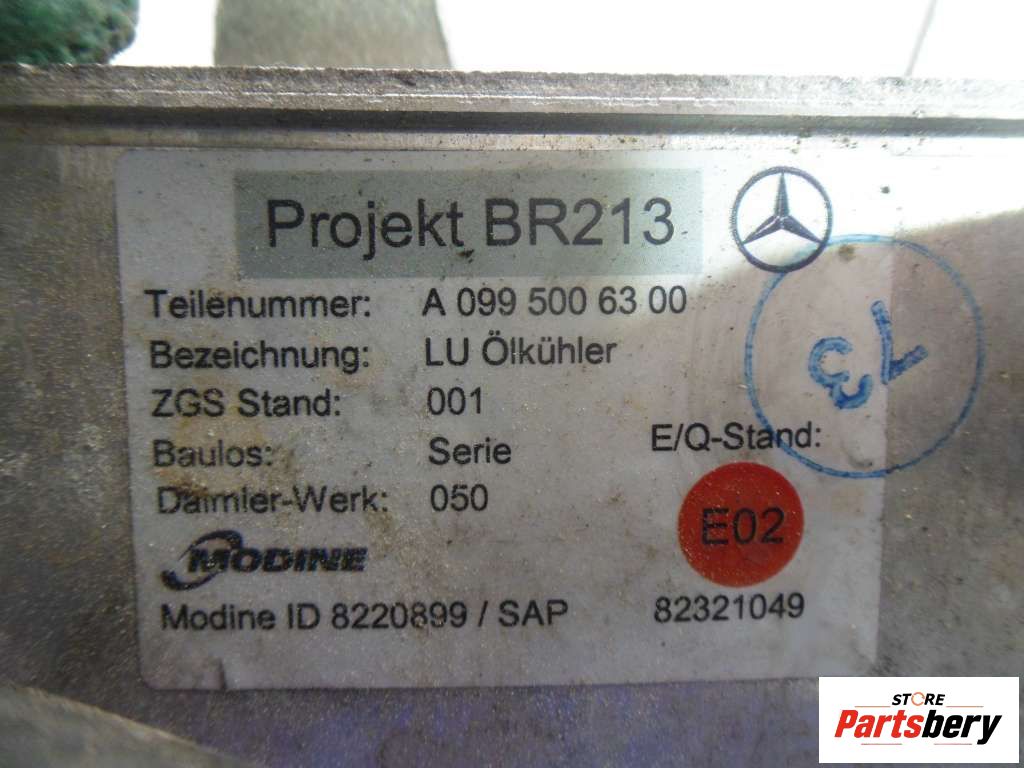 Projekt BR213
Teilenummer: A 099 500 63 00
Bezeichnung: LU Ölkühler
ZGS Stand: 001
Baulos: Serie E/Q-Stand:
Daimler-Werk: 050 E02
MODINE
Modine ID 8220899 / SAP 82321049
73
STORE
Partsbery